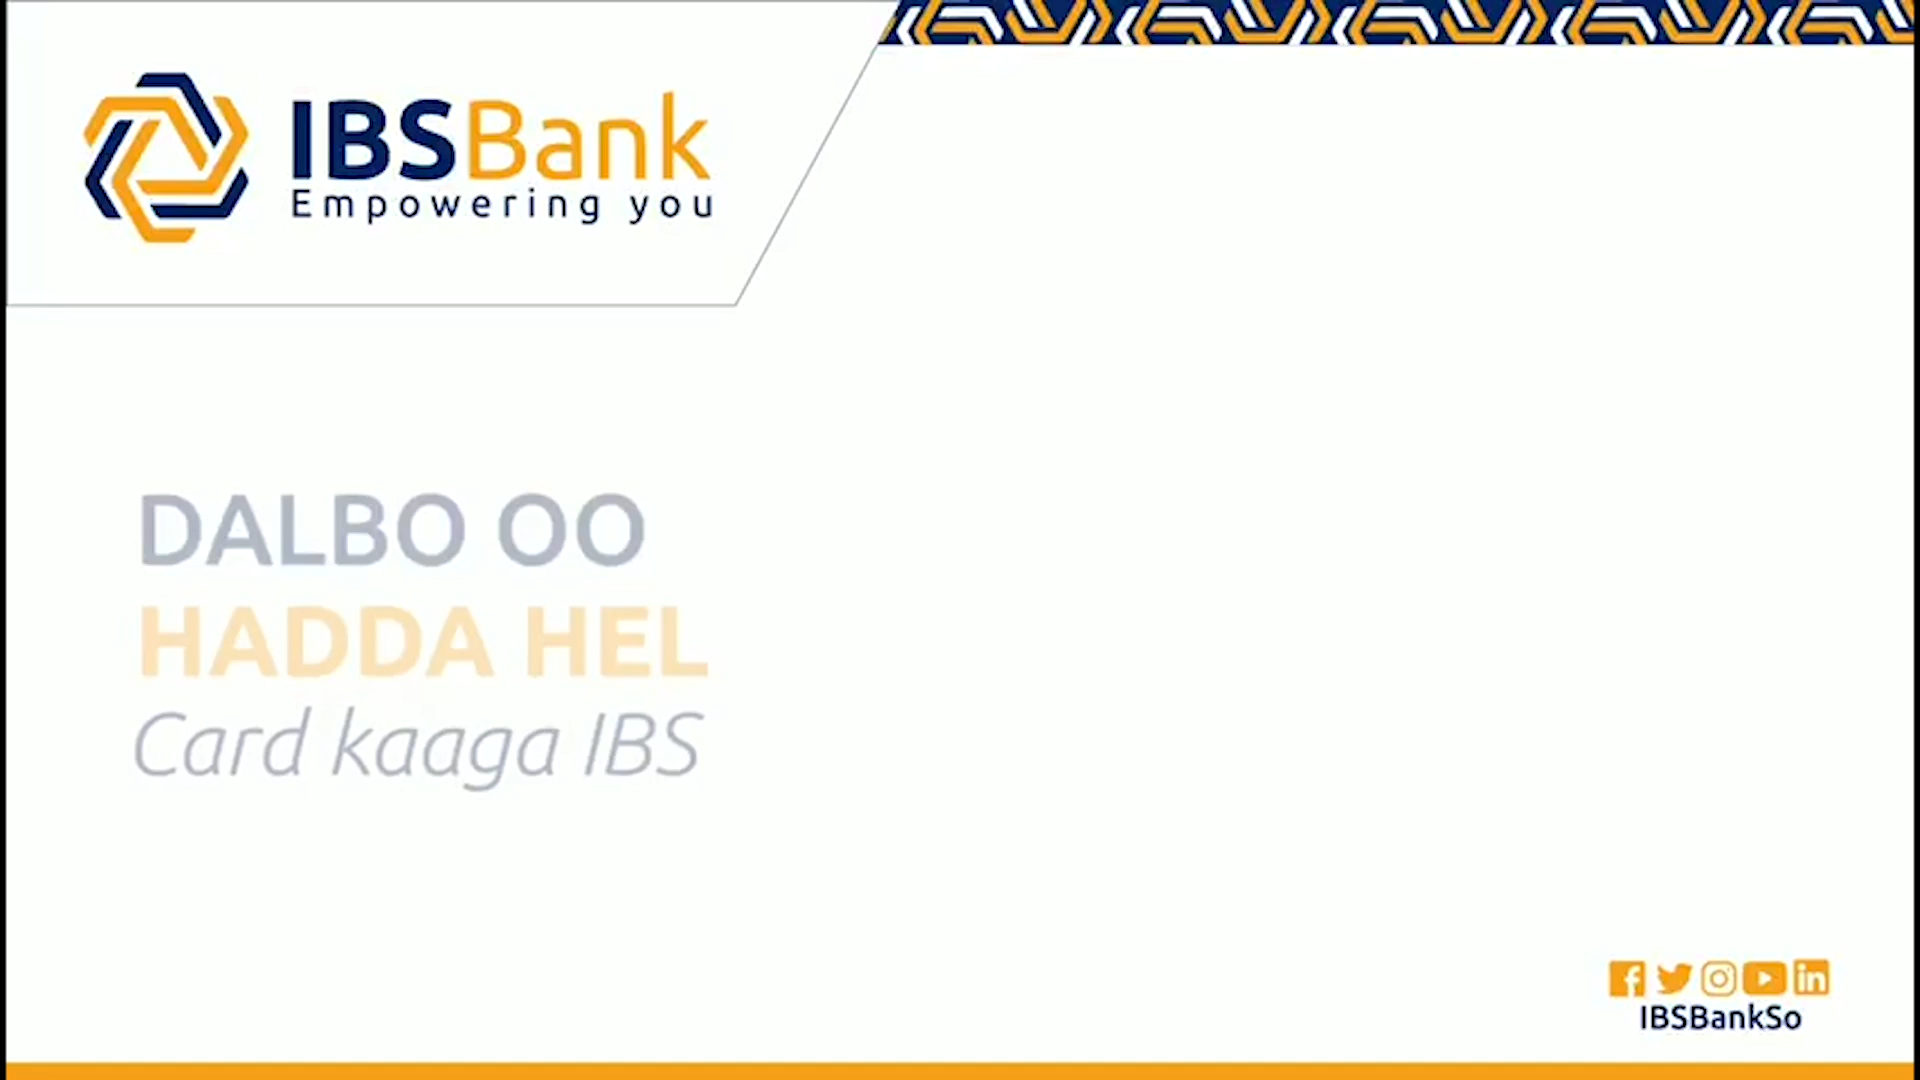 IBSBank
Empowering you
DALBO OO
HADDA HEL
Card kaaga IBS
IBSBankSo